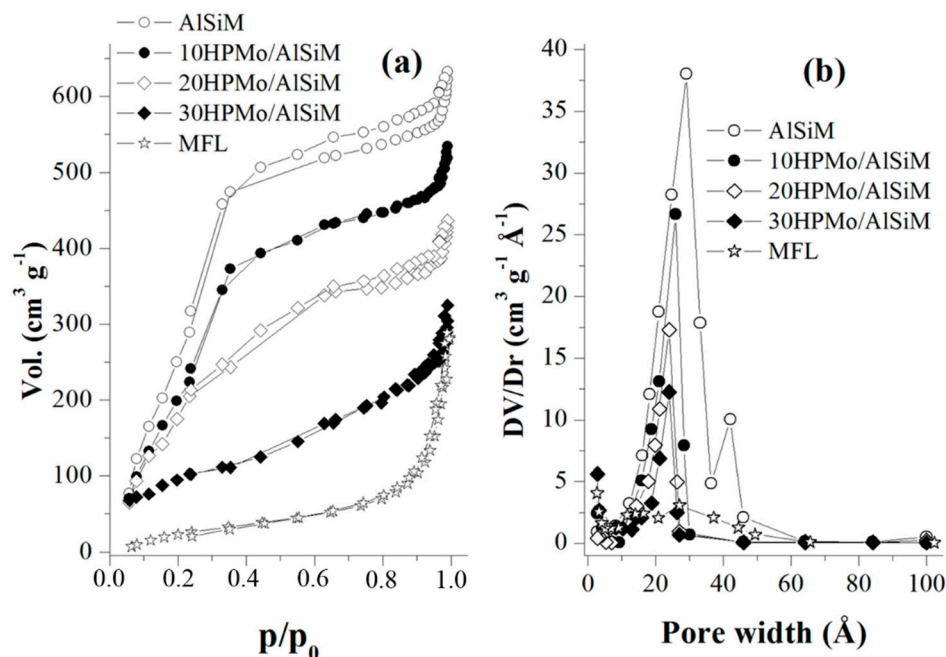 AlSiM
10HPMo/AlSiM
20HPMo/AlSiM
30HPMo/AlSiM
MFL
(a)
600
500
400
300
200
100
0
Vol. (cm³ g⁻¹)
0.0 0.2 0.4 0.6 0.8 1.0
p/p₀
(b)
AlSiM
10HPMo/AlSiM
20HPMo/AlSiM
30HPMo/AlSiM
MFL
40
35
30
25
20
15
10
5
0
DV/Dr (cm³ g⁻¹ Å⁻¹)
0 20 40 60 80 100
Pore width (Å)